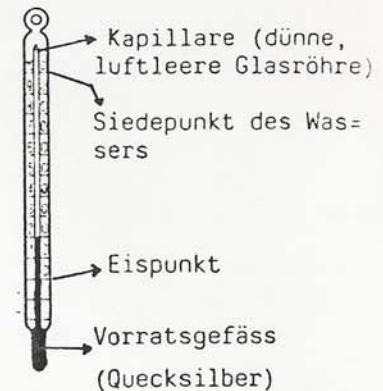 Kapillare (dünne,
luftleere Glasröhre)
Siedepunkt des Was=
sers
Eispunkt
Vorratsgefäss
(Quecksilber)